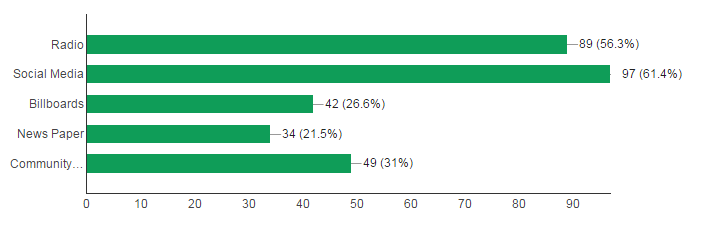 Radio 89 (56.3%)
Social Media 97 (61.4%)
Billboards 42 (26.6%)
News Paper 34 (21.5%)
Community... 49 (31%)
0 10 20 30 40 50 60 70 80 90